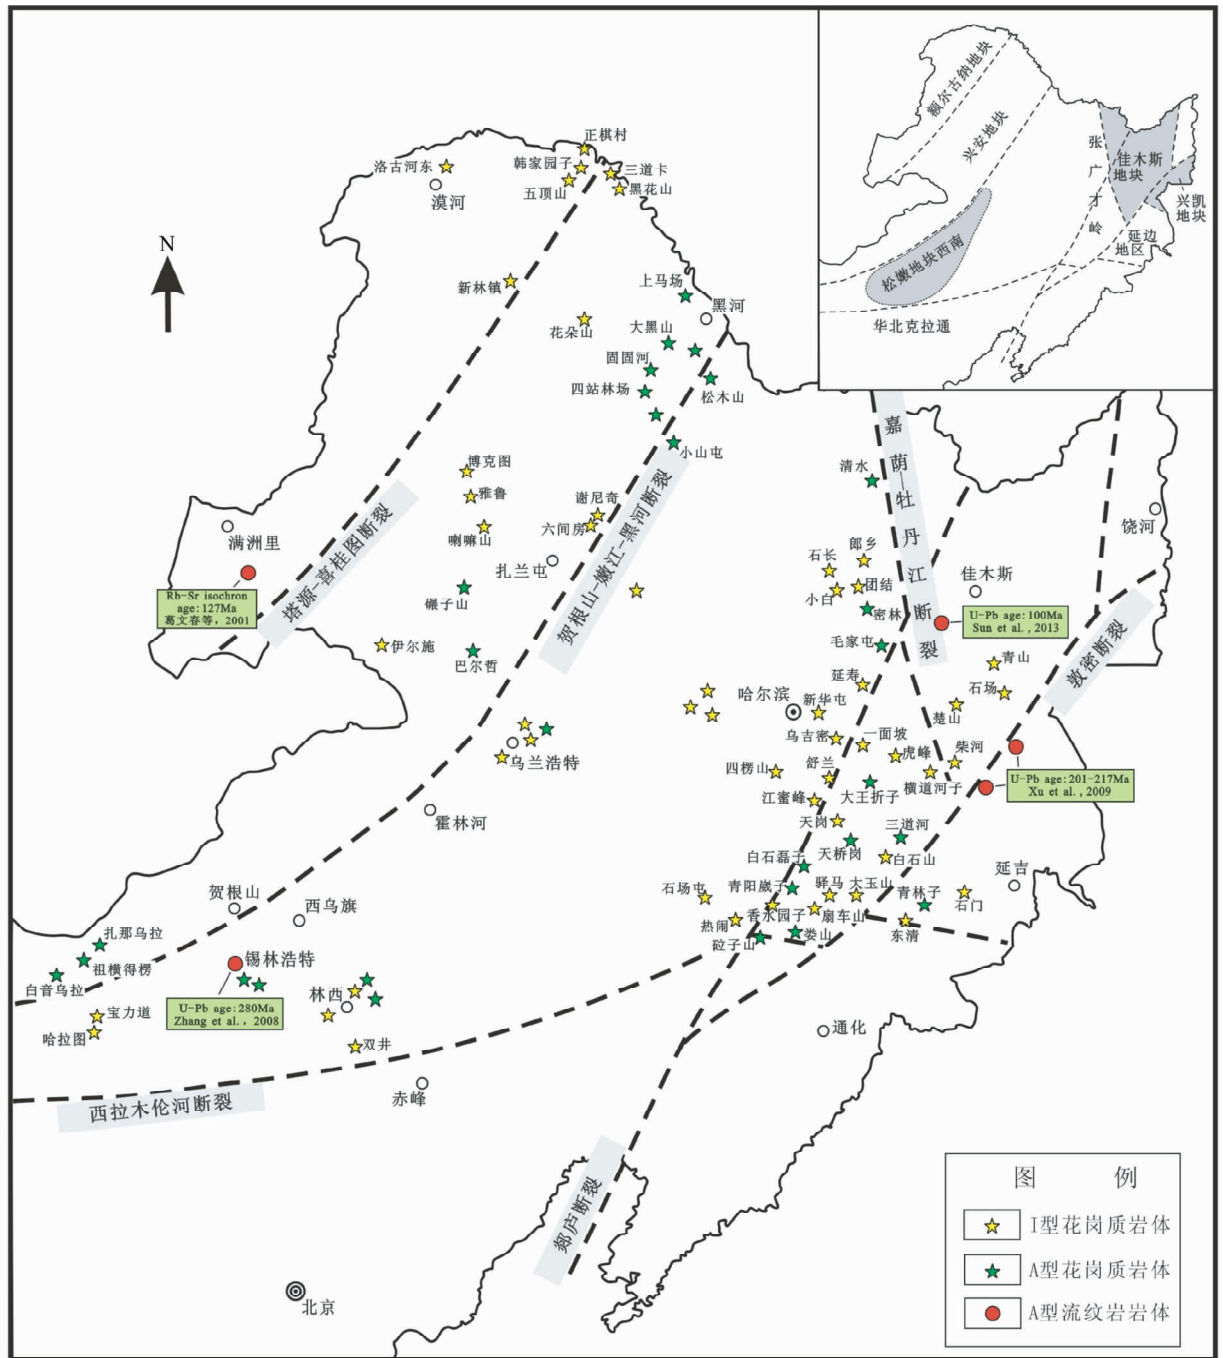 额尔古纳地块
兴安地块
张广才岭
佳木斯
地块
兴凯
地块
延边
地区
松嫩地块西南
华北克拉通
N
正棋村
洛古河东
韩家园子
三道卡
漠河
五顶山
黑花山
新林镇
上马场
花朵山
黑河
大黑山
固固河
四站林场
松木山
小山屯
博克图
雅鲁
喇嘛山
谢尼奇
六间房
满洲里
扎兰屯
碾子山
伊尔施
巴尔哲
塔源-喜桂图断裂
贺根山-嫩江-黑河断裂
嘉荫—牡丹江断裂
敦密断裂
Rb-Sr isochron
age:127Ma
葛文春等, 2001
清水
饶河
郎乡
石长
团结
小白
佳木斯
密林
毛家屯
U-Pb age:100Ma
Sun et al., 2013
青山
石场
楚山
延寿
哈尔滨
新华屯
乌吉密
一面坡
虎峰
柴河
四楞山
舒兰
大王折子
横道河子
江蜜峰
U-Pb age:201-217Ma
Xu et al., 2009
天岗
三道河
天桥岗
白石山
白石磊子
延吉
石场屯
青阳崴子
驿马
大玉山
青林子
石门
香水园子
扇车山
热闹
东清
砬子山
娄山
乌兰浩特
霍林河
贺根山
西乌旗
扎那乌拉
祖横得楞
白音乌拉
锡林浩特
宝力道
哈拉图
U-Pb age:280Ma
Zhang et al., 2008
林西
双井
通化
赤峰
西拉木伦河断裂
郯庐断裂
北京
图 例
I型花岗质岩体
A型花岗质岩体
A型流纹岩岩体